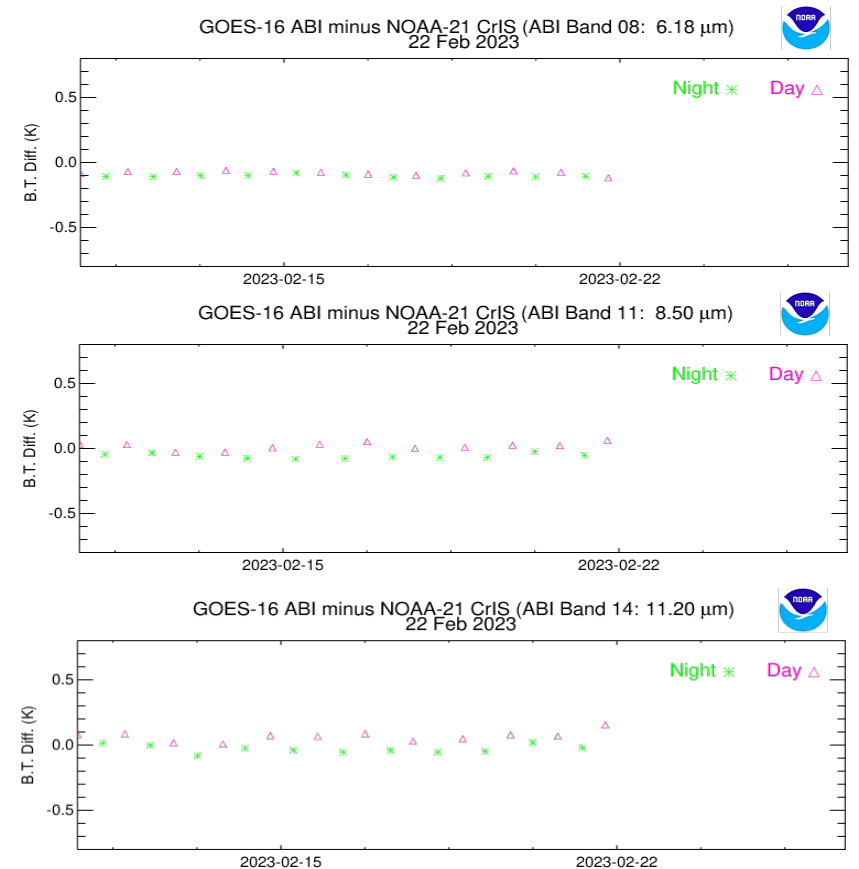 GOES-16 ABI minus NOAA-21 CrIS (ABI Band 08:  6.18 μm)
22 Feb 2023
NOAA
Night
Day
0.5
0.0
-0.5
B.T. Diff. (K)
2023-02-15
2023-02-22
GOES-16 ABI minus NOAA-21 CrIS (ABI Band 11:  8.50 μm)
22 Feb 2023
NOAA
Night
Day
0.5
0.0
-0.5
B.T. Diff. (K)
2023-02-15
2023-02-22
GOES-16 ABI minus NOAA-21 CrIS (ABI Band 14: 11.20 μm)
22 Feb 2023
NOAA
Night
Day
0.5
0.0
-0.5
B.T. Diff. (K)
2023-02-15
2023-02-22